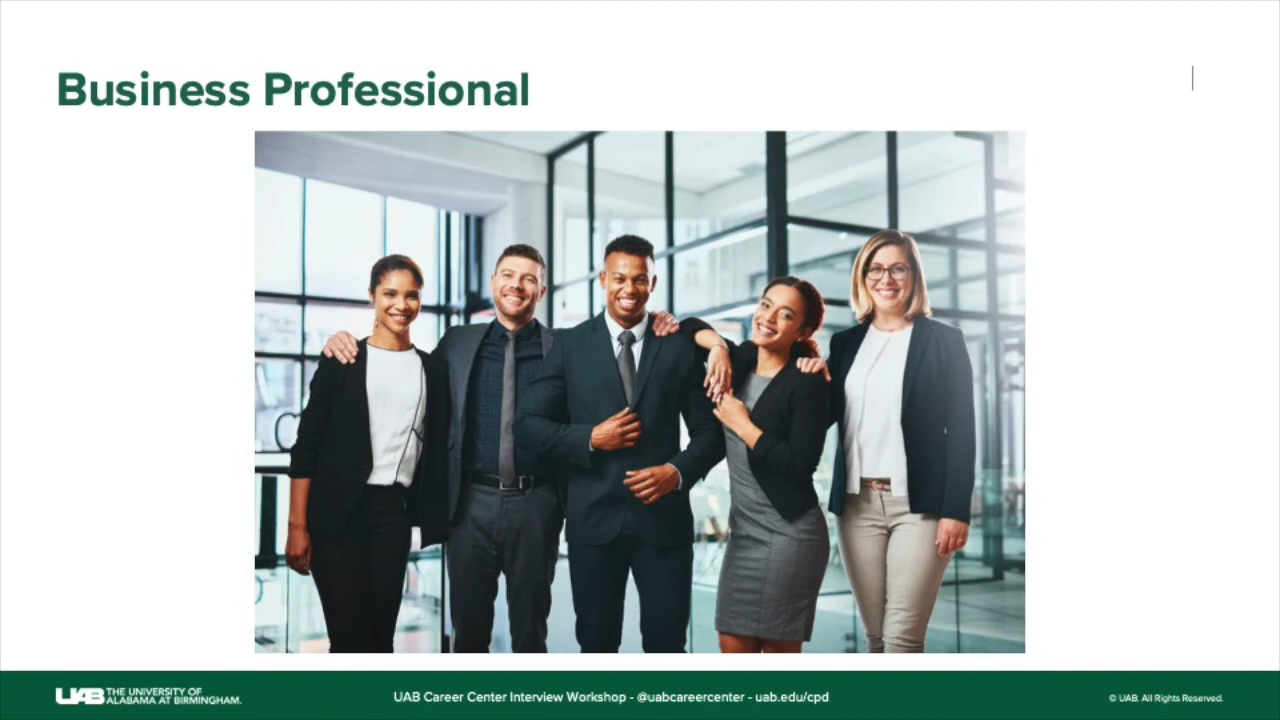 Business Professional
UAB THE UNIVERSITY OF
ALABAMA AT BIRMINGHAM.
UAB Career Center Interview Workshop - @uabcareercenter - uab.edu/cpd
© UAB. All Rights Reserved.